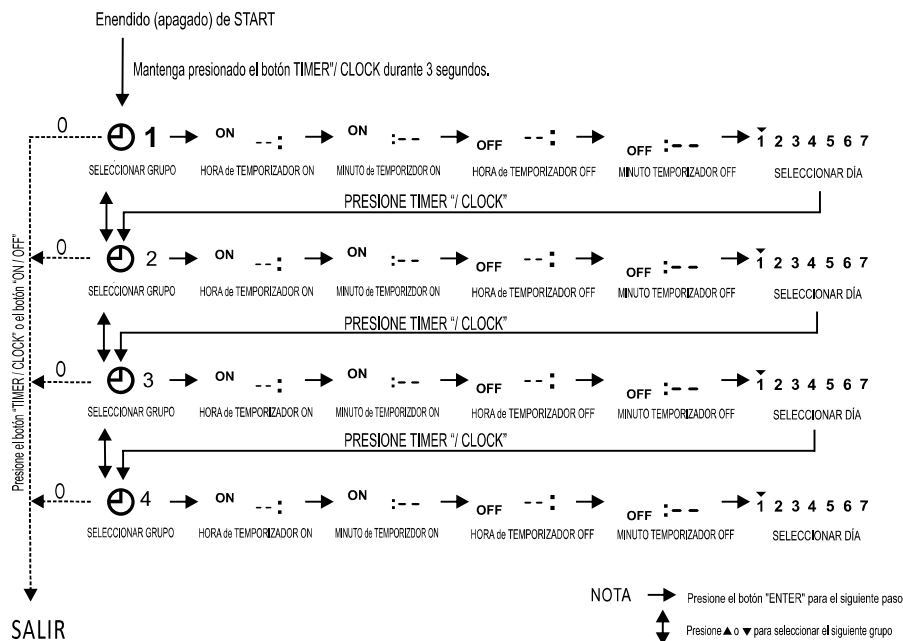 Enendido (apagado) de START
Mantenga presionado el botón TIMER"/ CLOCK durante 3 segundos.
0 1 ON --: ON :-- OFF --: OFF :-- 1 2 3 4 5 6 7
SELECCIONAR GRUPO HORA de TEMPORIZADOR ON MINUTO de TEMPORIZDOR ON HORA de TEMPORIZADOR OFF MINUTO TEMPORIZADOR OFF SELECCIONAR DÍA
PRESIONE TIMER "/ CLOCK"
0 2 ON --: ON :-- OFF --: OFF :-- 1 2 3 4 5 6 7
SELECCIONAR GRUPO HORA de TEMPORIZADOR ON MINUTO de TEMPORIZDOR ON HORA de TEMPORIZADOR OFF MINUTO TEMPORIZADOR OFF SELECCIONAR DÍA
PRESIONE TIMER "/ CLOCK"
0 3 ON --: ON :-- OFF --: OFF :-- 1 2 3 4 5 6 7
SELECCIONAR GRUPO HORA de TEMPORIZADOR ON MINUTO de TEMPORIZDOR ON HORA de TEMPORIZADOR OFF MINUTO TEMPORIZADOR OFF SELECCIONAR DÍA
PRESIONE TIMER "/ CLOCK"
0 4 ON --: ON :-- OFF --: OFF :-- 1 2 3 4 5 6 7
SELECCIONAR GRUPO HORA de TEMPORIZADOR ON MINUTO de TEMPORIZDOR ON HORA de TEMPORIZADOR OFF MINUTO TEMPORIZADOR OFF SELECCIONAR DÍA
Presione el botón "TIMER / CLOCK" o el botón "ON / OFF"
SALIR
NOTA Presione el botón "ENTER" para el siguiente paso
Presione ▲ o ▼ para seleccionar el siguiente grupo